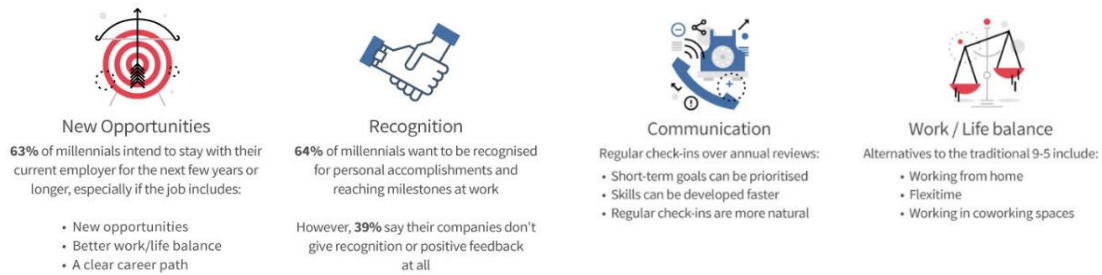 New Opportunities
63% of millennials intend to stay with their
current employer for the next few years or
longer, especially if the job includes:
• New opportunities
• Better work/life balance
• A clear career path
Recognition
64% of millennials want to be recognised
for personal accomplishments and
reaching milestones at work
However, 39% say their companies don't
give recognition or positive feedback
at all
Communication
Regular check-ins over annual reviews:
• Short-term goals can be prioritised
• Skills can be developed faster
• Regular check-ins are more natural
Work / Life balance
Alternatives to the traditional 9-5 include:
• Working from home
• Flexitime
• Working in coworking spaces